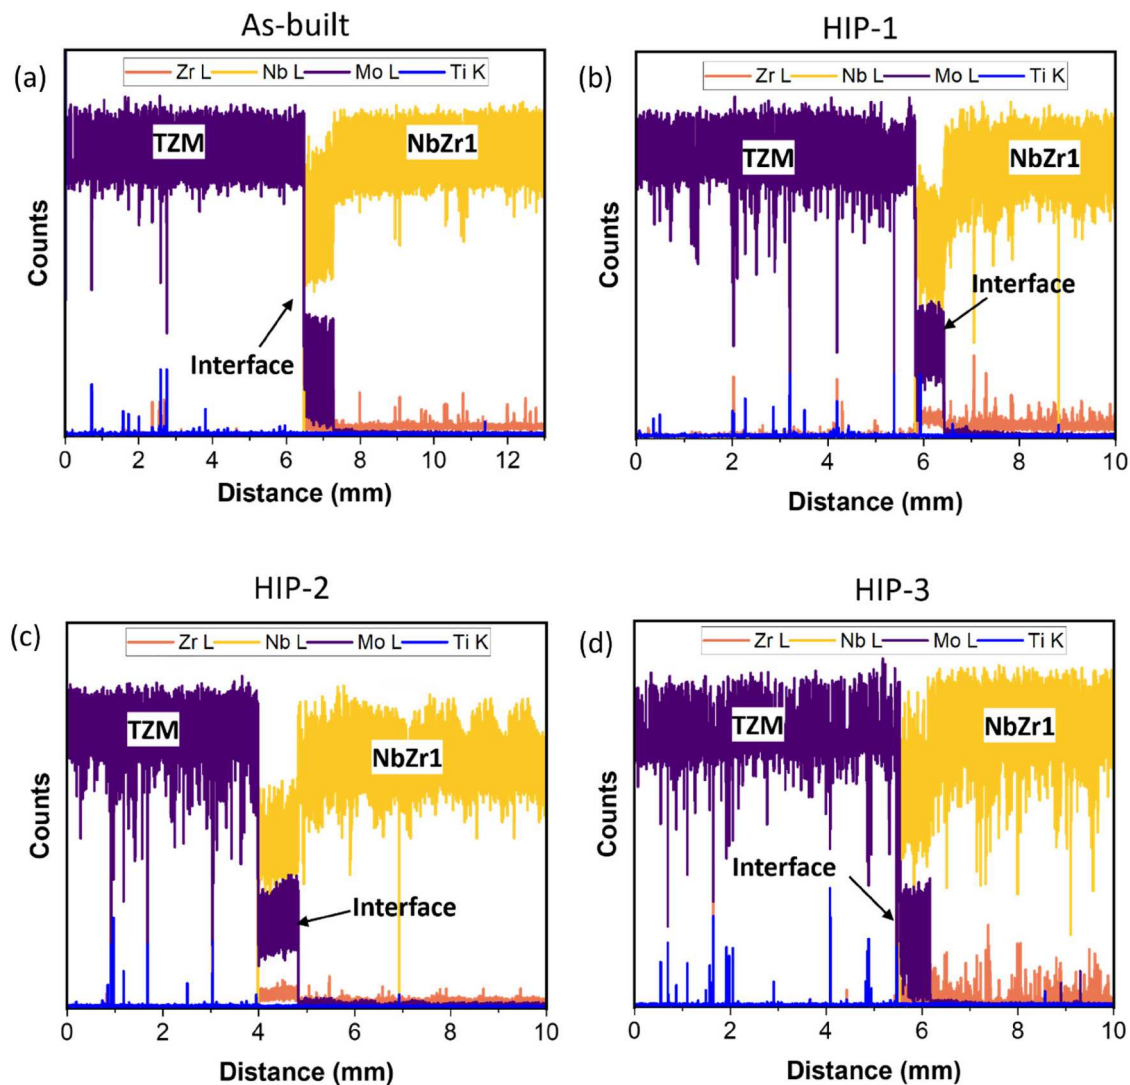 As-built
(a)
Zr L Nb L Mo L Ti K
TZM
NbZr1
Interface
Counts
0 2 4 6 8 10 12
Distance (mm)
HIP-1
(b)
Zr L Nb L Mo L Ti K
TZM
NbZr1
Interface
Counts
0 2 4 6 8 10
Distance (mm)
HIP-2
(c)
Zr L Nb L Mo L Ti K
TZM
NbZr1
Interface
Counts
0 2 4 6 8 10
Distance (mm)
HIP-3
(d)
Zr L Nb L Mo L Ti K
TZM
NbZr1
Interface
Counts
0 2 4 6 8 10
Distance (mm)